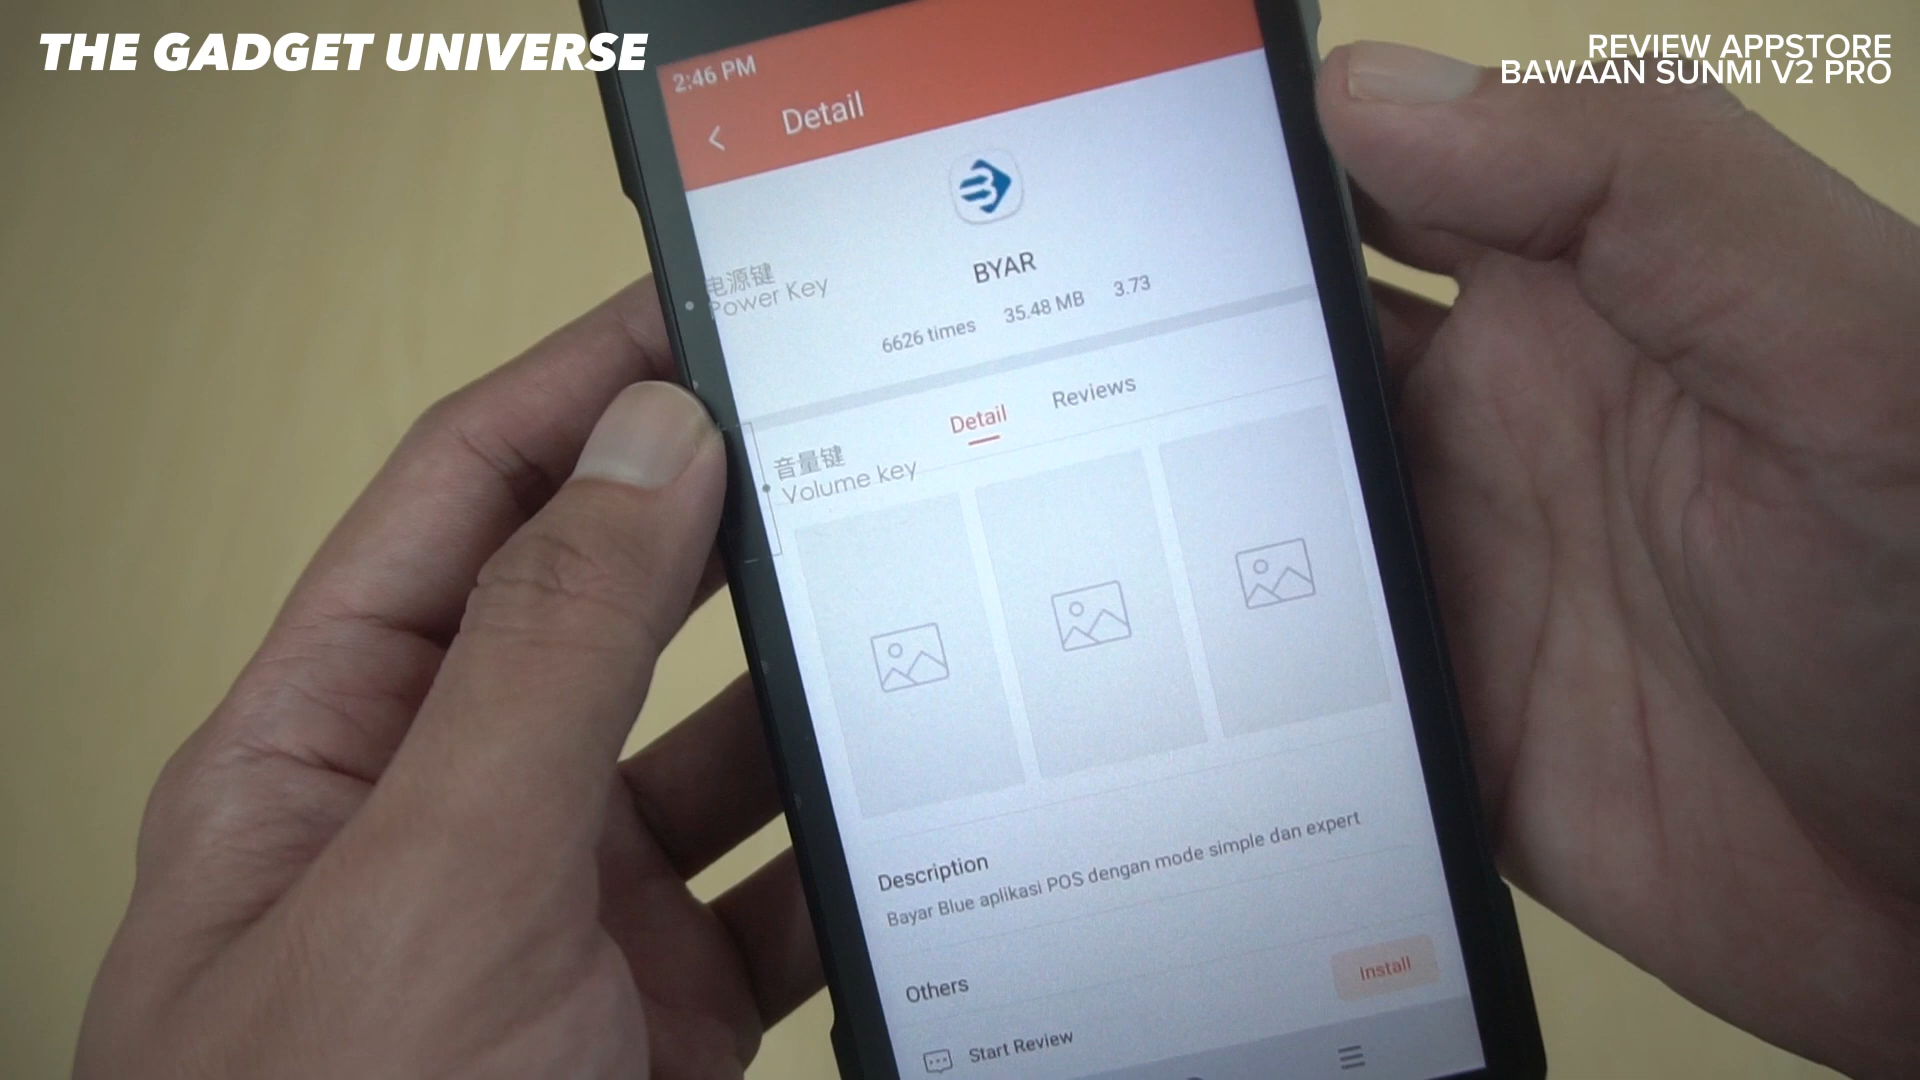 THE GADGET UNIVERSE
REVIEW APPSTORE
BAWAAN SUNMI V2 PRO
2:46 PM
Detail
BYAR
6626 times 35.48 MB 3.73
电源键
Power Key
Detail Reviews
音量键
Volume key
Description
Bayar Blue aplikasi POS dengan mode simple dan expert
Others
Install
Start Review